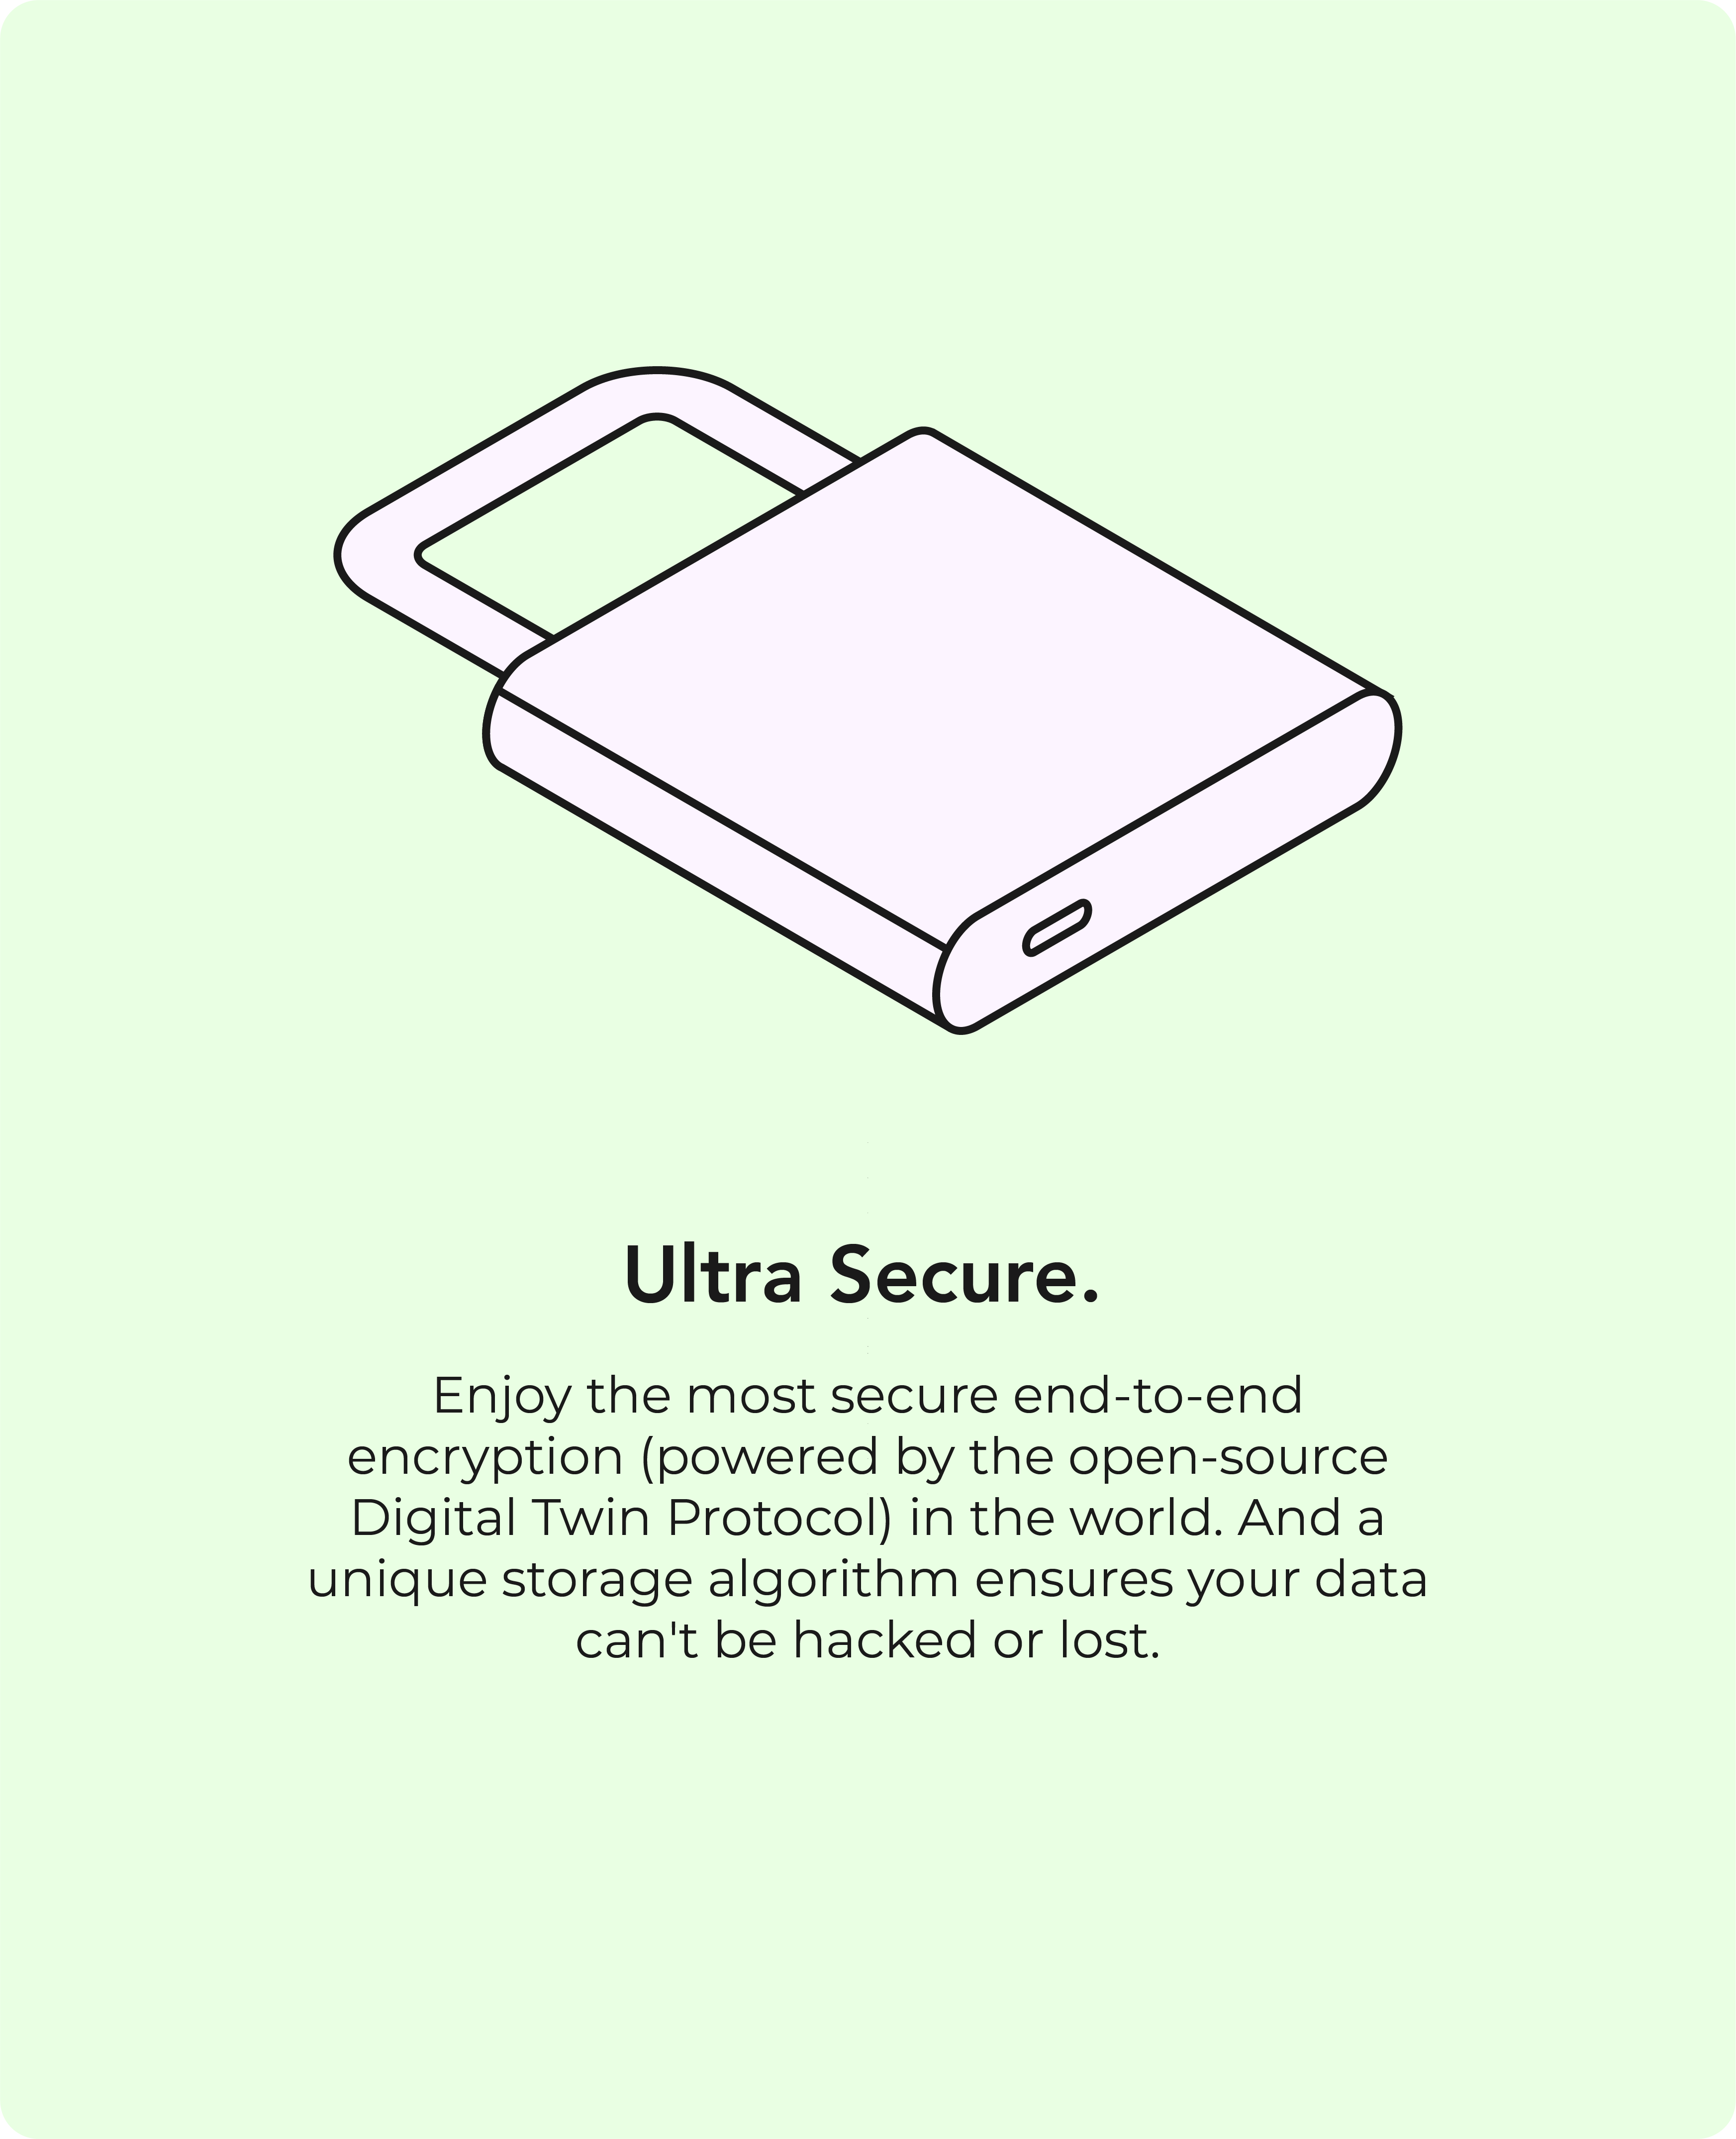 Ultra Secure.
Enjoy the most secure end-to-end
encryption (powered by the open-source
Digital Twin Protocol) in the world. And a
unique storage algorithm ensures your data
can't be hacked or lost.